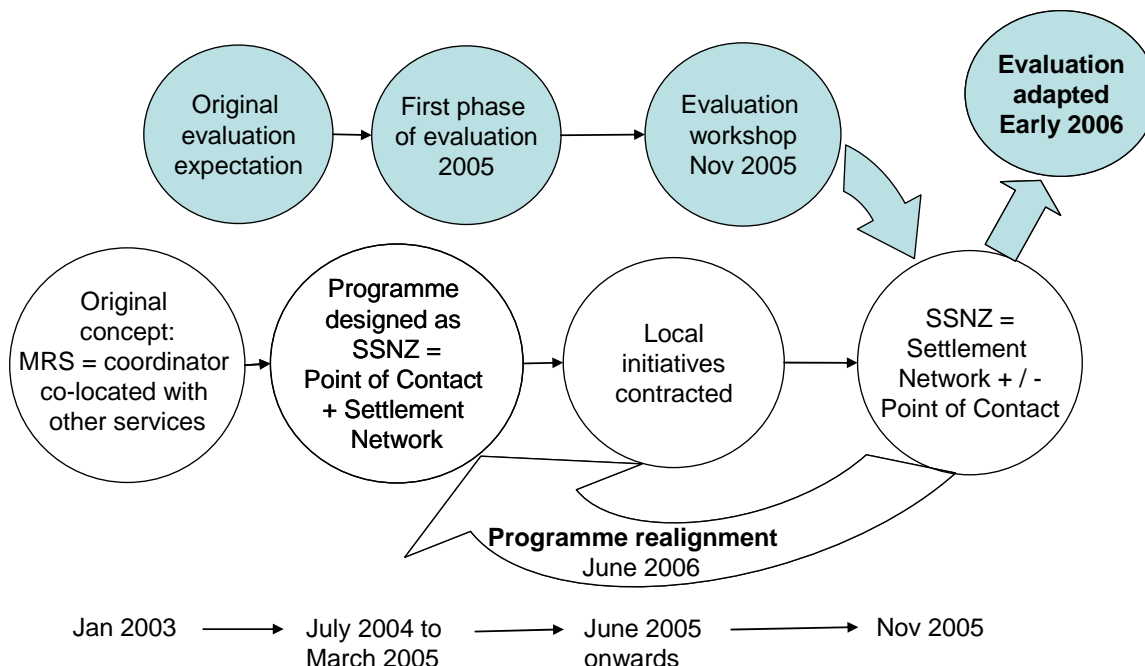 Original
evaluation
expectation
First phase
of evaluation
2005
Evaluation
workshop
Nov 2005
Evaluation
adapted
Early 2006
Original
concept:
MRS = coordinator
co-located with
other services
Programme
designed as
SSNZ =
Point of Contact
+ Settlement
Network
Local
initiatives
contracted
SSNZ =
Settlement
Network + / -
Point of Contact
Programme realignment
June 2006
Jan 2003
July 2004 to
March 2005
June 2005
onwards
Nov 2005